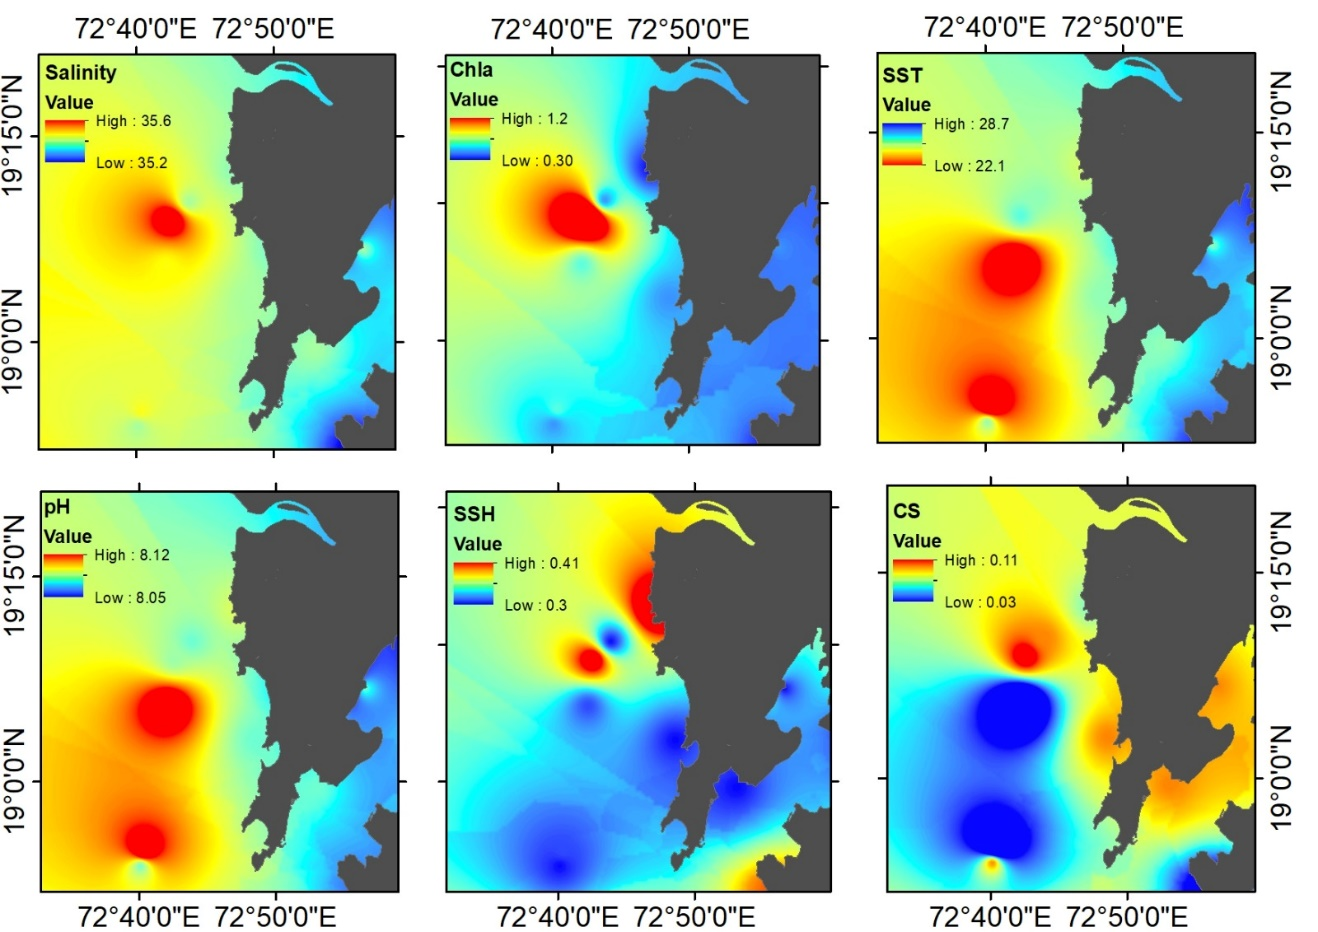 72°40'0"E 72°50'0"E
72°40'0"E 72°50'0"E
72°40'0"E 72°50'0"E
19°15'0"N
19°0'0"N
Salinity
Value
High : 35.6
Low : 35.2
Chla
Value
High : 1.2
Low : 0.30
SST
Value
High : 28.7
Low : 22.1
19°15'0"N
19°0'0"N
19°15'0"N
19°0'0"N
pH
Value
High : 8.12
Low : 8.05
SSH
Value
High : 0.41
Low : 0.3
CS
Value
High : 0.11
Low : 0.03
19°15'0"N
19°0'0"N
72°40'0"E 72°50'0"E
72°40'0"E 72°50'0"E
72°40'0"E 72°50'0"E